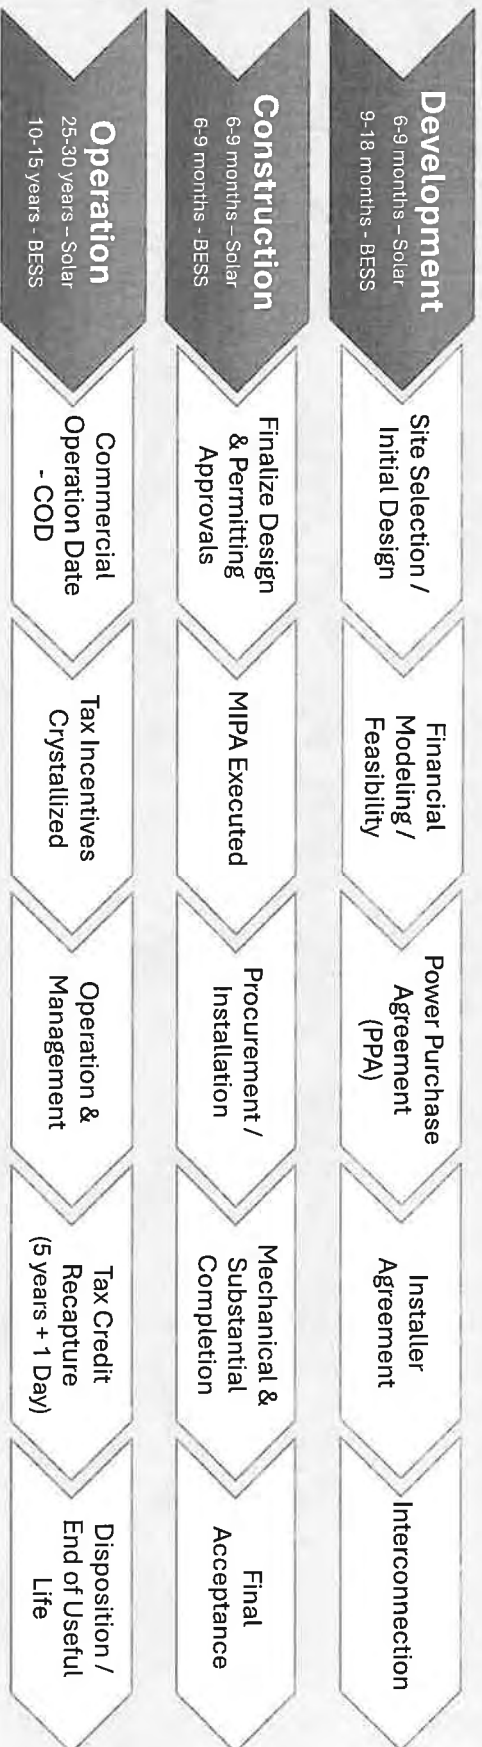 Development
6-9 months – Solar
9-18 months - BESS
Site Selection /
Initial Design
Financial
Modeling /
Feasibility
Power Purchase
Agreement
(PPA)
Installer
Agreement
Interconnection
Construction
6-9 months – Solar
6-9 months - BESS
Finalize Design
& Permitting
Approvals
MIPA Executed
Procurement /
Installation
Mechanical &
Substantial
Completion
Final
Acceptance
Operation
25-30 years – Solar
10-15 years - BESS
Commercial
Operation Date
- COD
Tax Incentives
Crystallized
Operation &
Management
Tax Credit
Recapture
(5 years + 1 Day)
Disposition /
End of Useful
Life